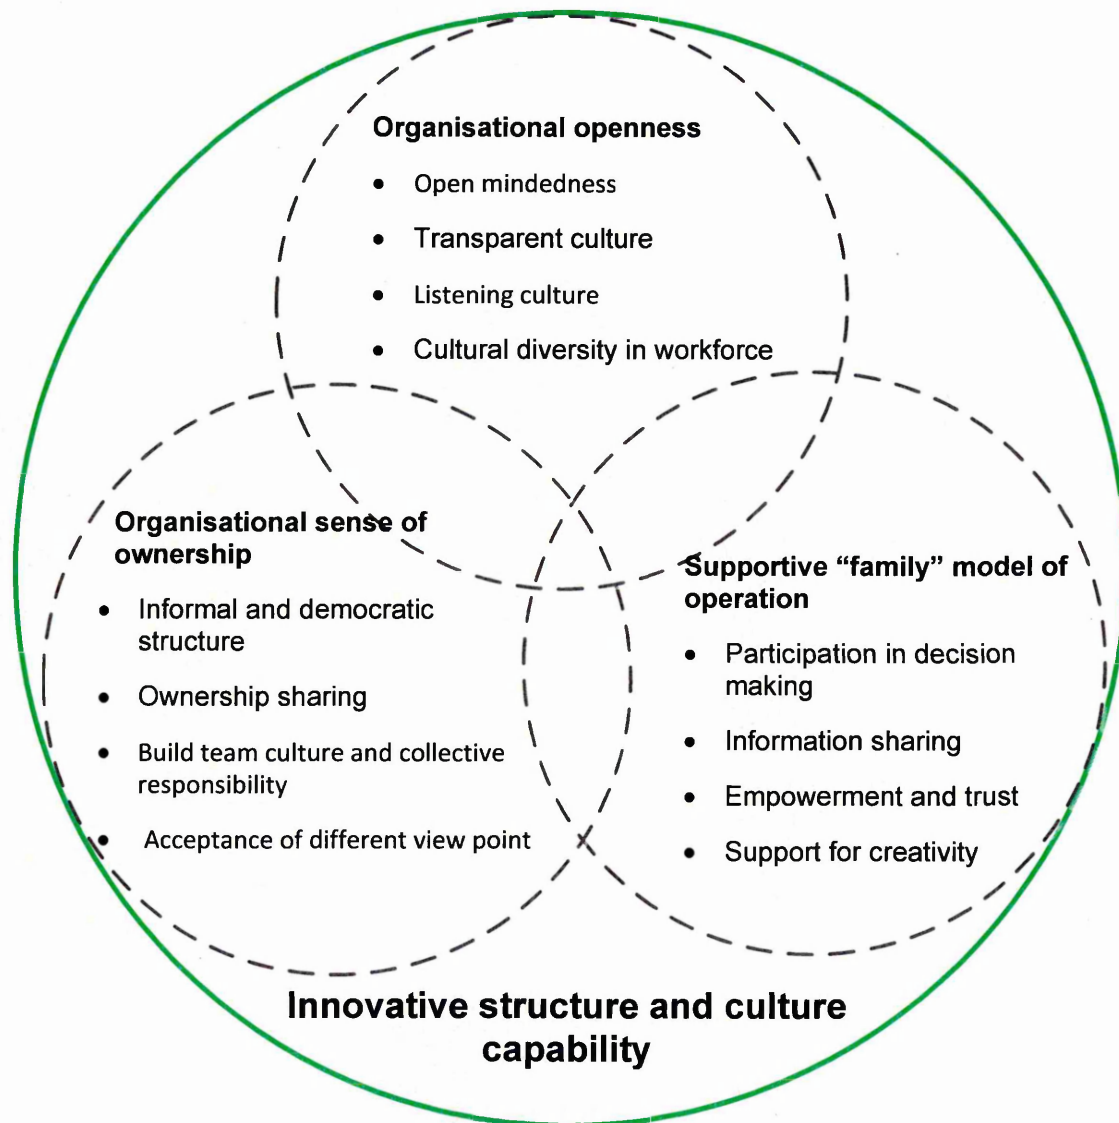 Organisational openness
• Open mindedness
• Transparent culture
• Listening culture
• Cultural diversity in workforce
Organisational sense of
ownership
• Informal and democratic
structure
• Ownership sharing
• Build team culture and collective
responsibility
• Acceptance of different view point
Supportive “family” model of
operation
• Participation in decision
making
• Information sharing
• Empowerment and trust
• Support for creativity
Innovative structure and culture
capability